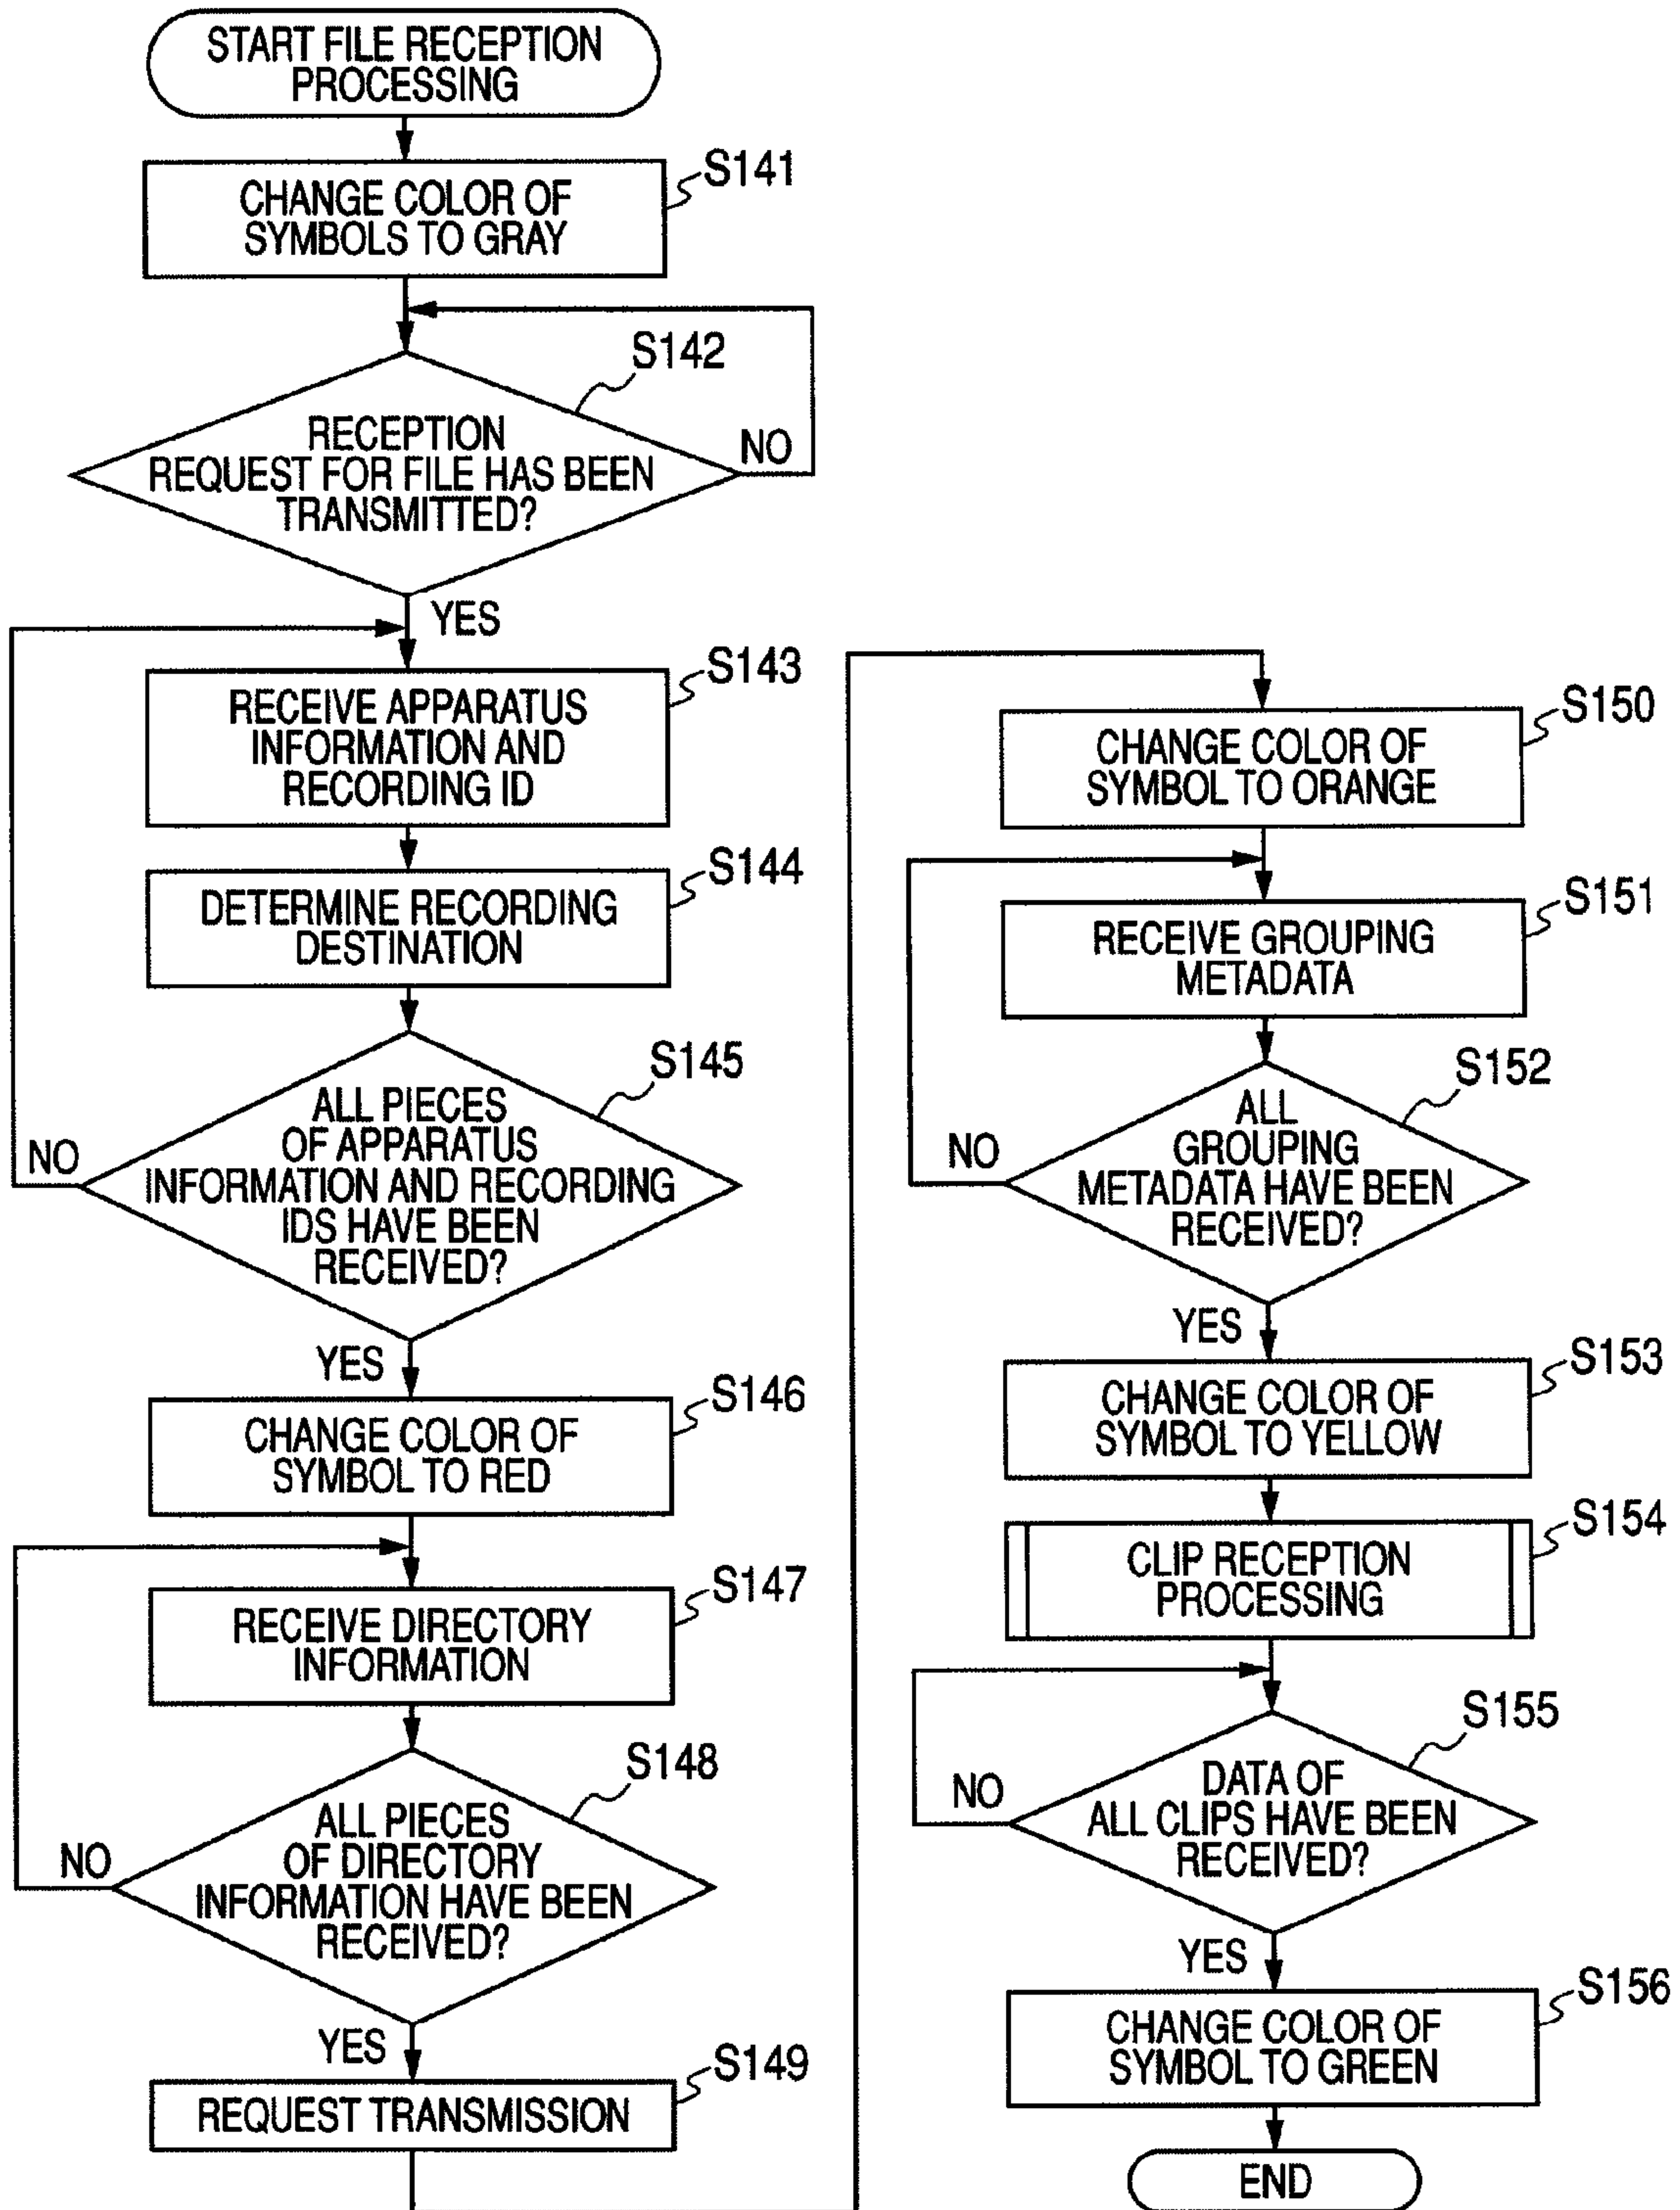 START FILE RECEPTION
PROCESSING
S141
CHANGE COLOR OF
SYMBOLS TO GRAY
S142
RECEPTION
REQUEST FOR FILE HAS BEEN
TRANSMITTED?
NO
YES
S143
RECEIVE APPARATUS
INFORMATION AND
RECORDING ID
S144
DETERMINE RECORDING
DESTINATION
S145
ALL PIECES
OF APPARATUS
INFORMATION AND RECORDING
IDS HAVE BEEN
RECEIVED?
NO
YES
S146
CHANGE COLOR OF
SYMBOL TO RED
S147
RECEIVE DIRECTORY
INFORMATION
S148
ALL PIECES
OF DIRECTORY
INFORMATION HAVE BEEN
RECEIVED?
NO
YES
S149
REQUEST TRANSMISSION
S150
CHANGE COLOR OF
SYMBOL TO ORANGE
S151
RECEIVE GROUPING
METADATA
S152
ALL
GROUPING
METADATA HAVE BEEN
RECEIVED?
NO
YES
S153
CHANGE COLOR OF
SYMBOL TO YELLOW
S154
CLIP RECEPTION
PROCESSING
S155
DATA OF
ALL CLIPS HAVE BEEN
RECEIVED?
NO
YES
S156
CHANGE COLOR OF
SYMBOL TO GREEN
END